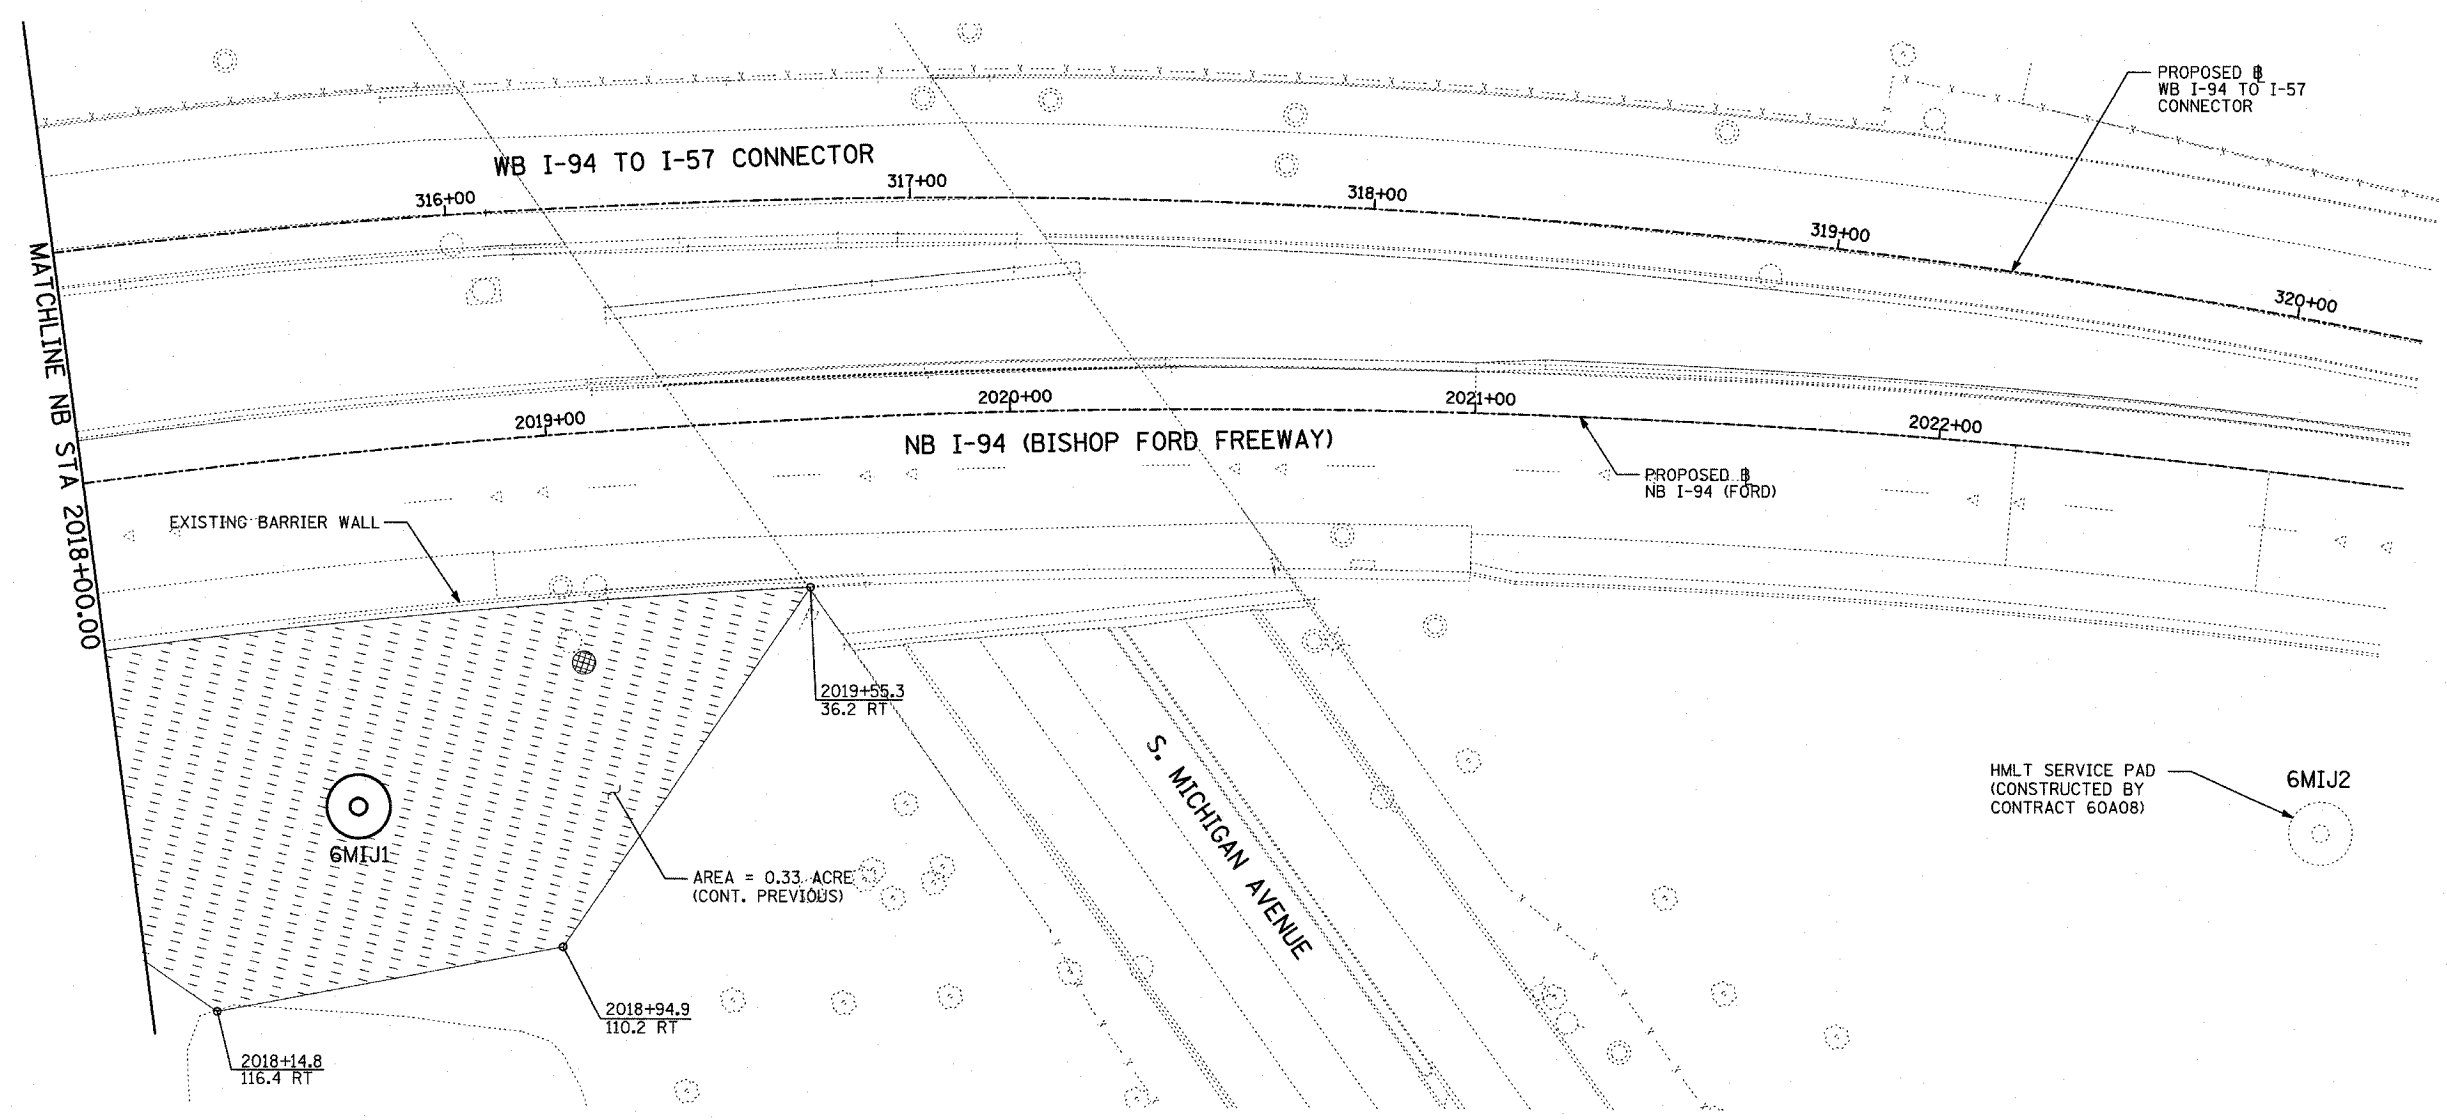 PROPOSED ℄
WB I-94 TO I-57
CONNECTOR
WB I-94 TO I-57 CONNECTOR
316+00
317+00
318+00
319+00
320+00
MATCHLINE NB STA 2018+00.00
2019+00
2020+00
2021+00
2022+00
NB I-94 (BISHOP FORD FREEWAY)
PROPOSED ℄
NB I-94 (FORD)
EXISTING BARRIER WALL
2019+55.3
36.2 RT
S. MICHIGAN AVENUE
HMLT SERVICE PAD
(CONSTRUCTED BY
CONTRACT 60A08)
6MIJ2
6MIJ1
AREA = 0.33 ACRE
(CONT. PREVIOUS)
2018+94.9
110.2 RT
2018+14.8
116.4 RT